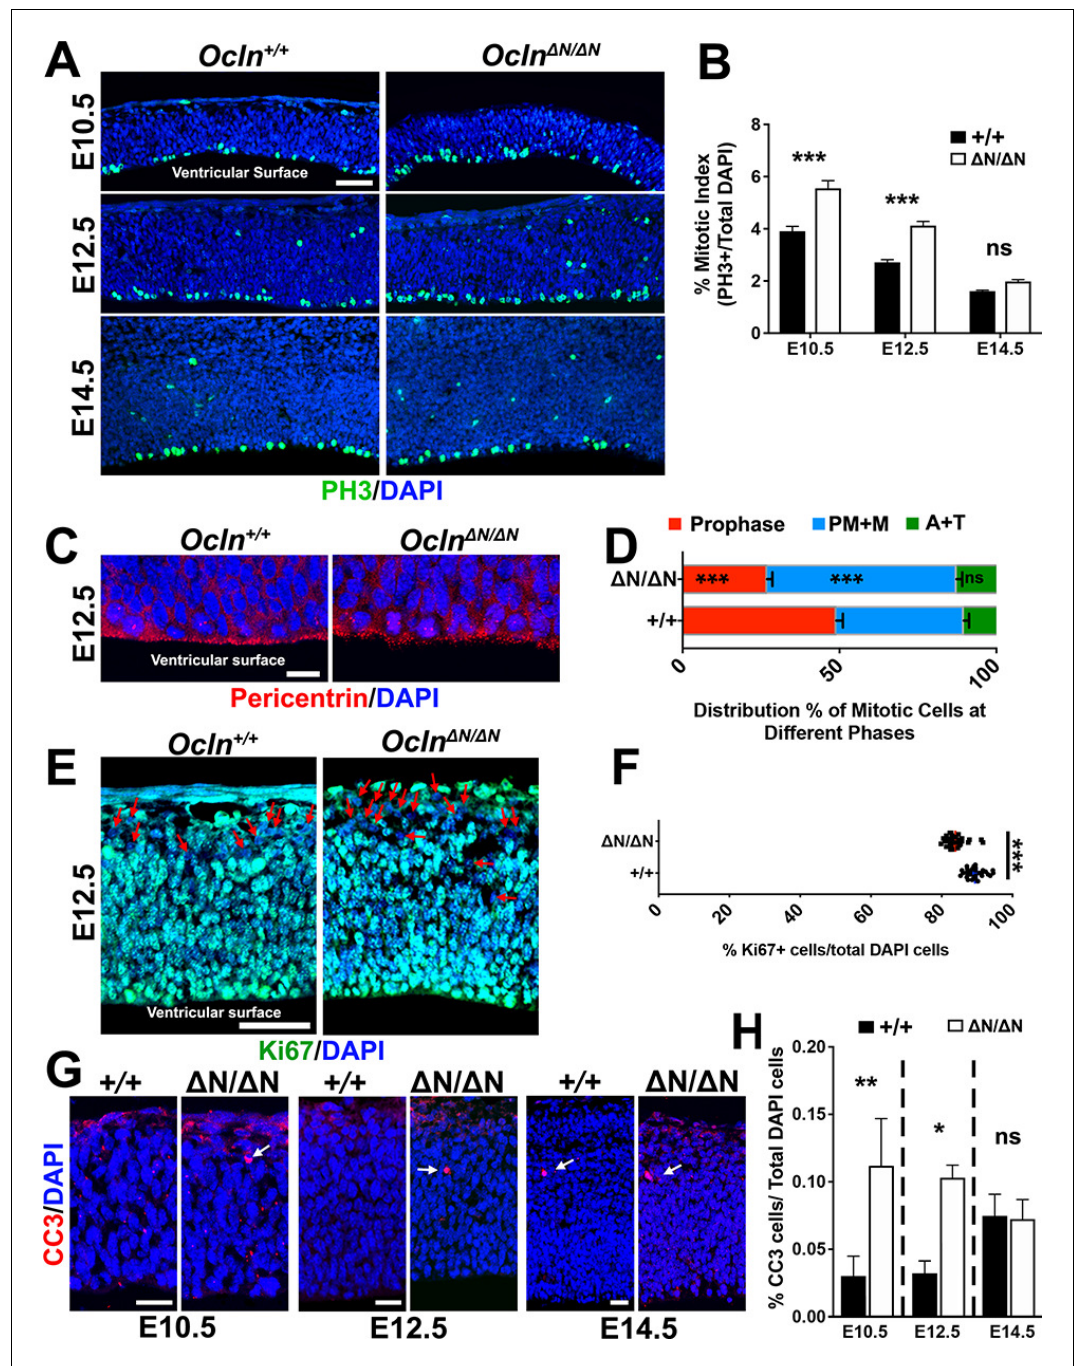 A
Ocln+/+
OclnΔN/ΔN
E10.5
Ventricular Surface
E12.5
E14.5
PH3/DAPI
B
+/+
ΔN/ΔN
% Mitotic Index
(PH3+/Total DAPI)
8
6
4
2
0
***
***
ns
E10.5 E12.5 E14.5
C
Ocln+/+
OclnΔN/ΔN
E12.5
Ventricular surface
Pericentrin/DAPI
D
Prophase PM+M A+T
ΔN/ΔN
*** *** ns
+/+
0 50 100
Distribution % of Mitotic Cells at
Different Phases
E
Ocln+/+
OclnΔN/ΔN
E12.5
Ventricular surface
Ki67/DAPI
F
ΔN/ΔN
+/+
***
0 20 40 60 80 100
% Ki67+ cells/total DAPI cells
G
+/+ ΔN/ΔN +/+ ΔN/ΔN +/+ ΔN/ΔN
CC3/DAPI
E10.5 E12.5 E14.5
H
+/+ ΔN/ΔN
% CC3 cells/ Total DAPI cells
0.20
0.15
0.10
0.05
0.00
**
*
ns
E10.5 E12.5 E14.5